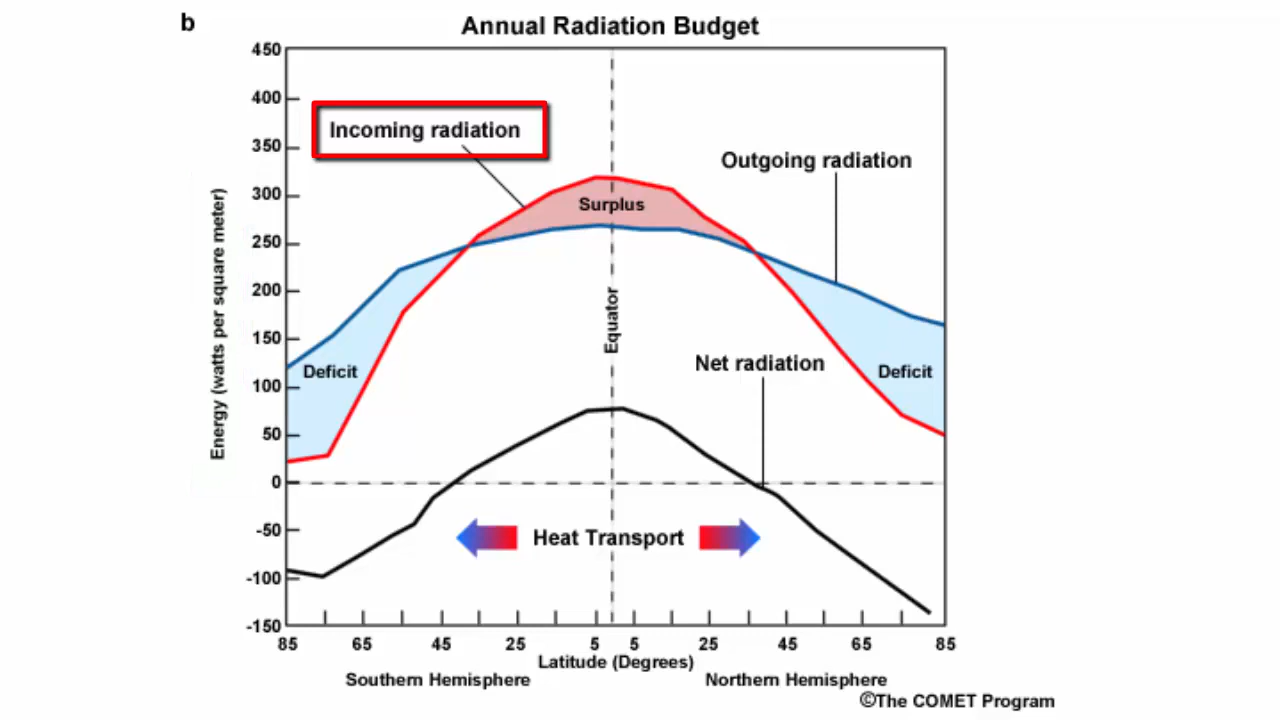 b
Annual Radiation Budget
450
400
350
300
250
200
150
100
50
0
-50
-100
-150
Energy (watts per square meter)
Incoming radiation
Outgoing radiation
Surplus
Equator
Net radiation
Deficit
Deficit
Heat Transport
85 65 45 25 5 5 25 45 65 85
Latitude (Degrees)
Southern Hemisphere Northern Hemisphere
©The COMET Program